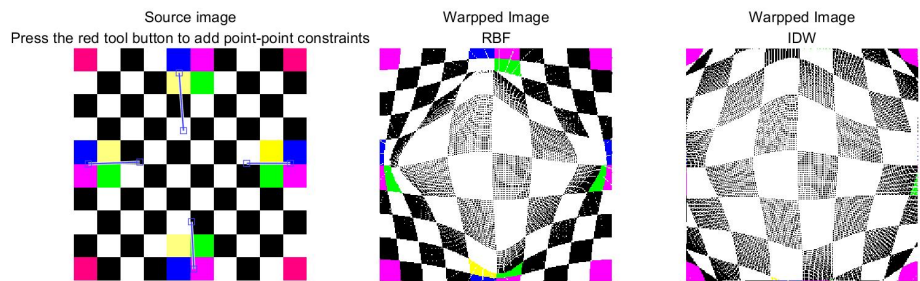 Source image
Press the red tool button to add point-point constraints
Warpped Image
RBF
Warpped Image
IDW